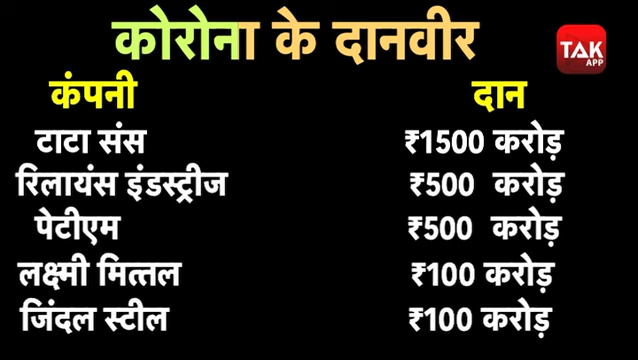 कोरोना के दानवीर
TAK
APP
कंपनी दान
टाटा संस ₹1500 करोड़
रिलायंस इंडस्ट्रीज ₹500 करोड़
पेटीएम ₹500 करोड़
लक्ष्मी मित्तल ₹100 करोड़
जिंदल स्टील ₹100 करोड़